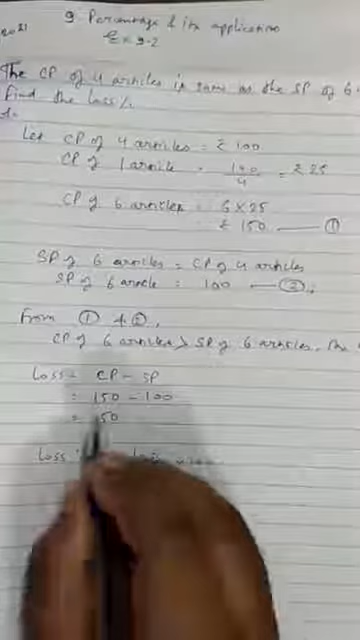 9 Percentage & its application
Ex 9.2
The CP of 4 articles is same as the SP of 6
Find the loss%
Let CP of 4 articles = ₹ 100
CP of 1 article = 100/4 = ₹ 25
CP of 6 articles = 6 × 25
₹ 150 — ①
SP of 6 articles = CP of 4 articles
SP of 6 article = 100 — ②
From ① & ②,
CP of 6 articles > SP of 6 articles.
Loss = CP - SP
= 150 - 100
= 50
Loss